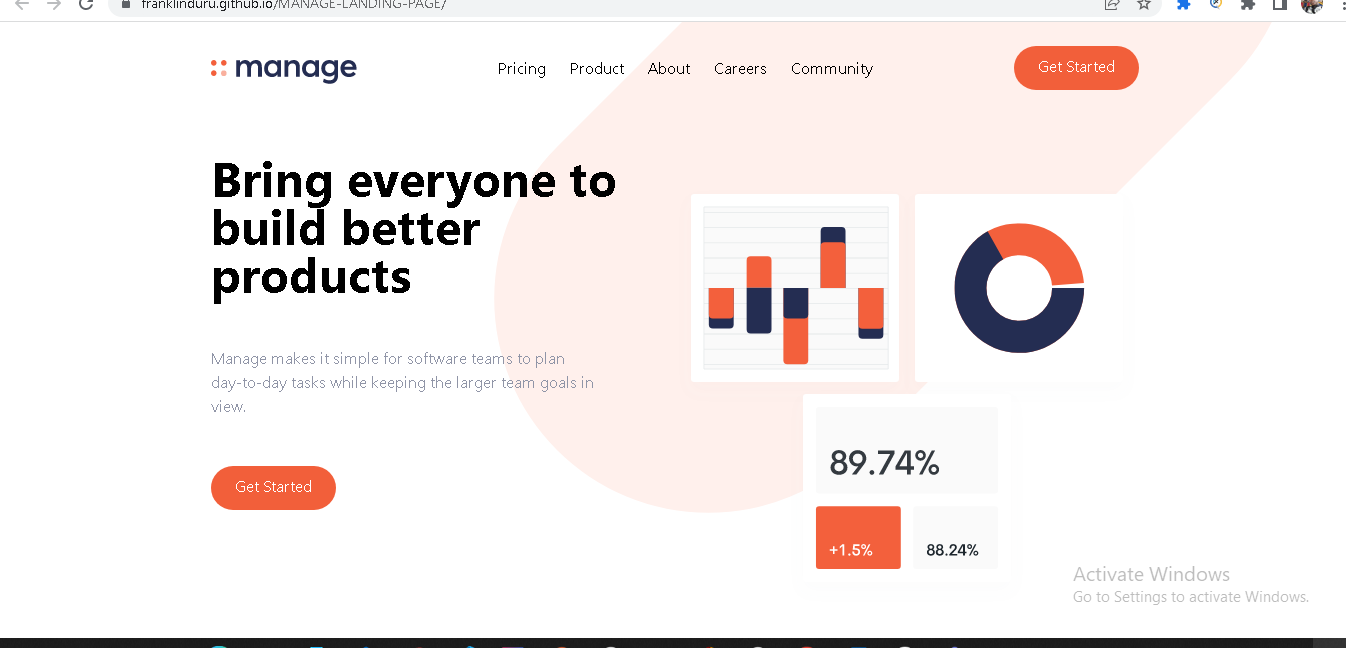 franklinduru.github.io/MANAGE-LANDING-PAGE/
manage
Pricing Product About Careers Community
Get Started
Bring everyone to
build better
products
Manage makes it simple for software teams to plan
day-to-day tasks while keeping the larger team goals in
view.
Get Started
89.74%
+1.5%
88.24%
Activate Windows
Go to Settings to activate Windows.